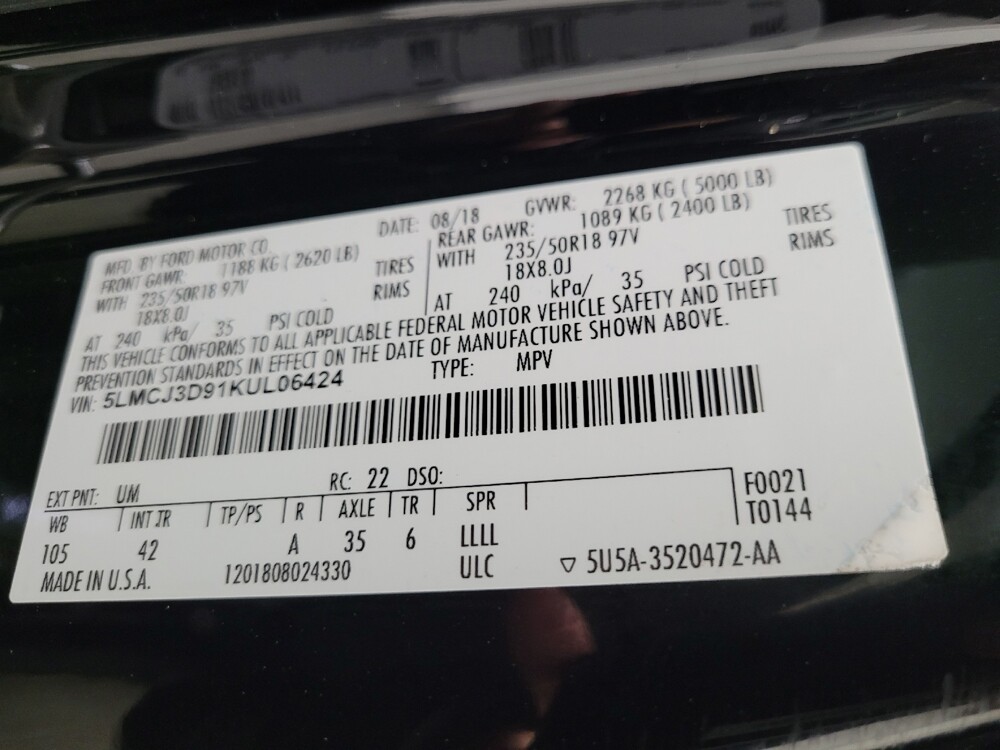 MFD. BY FORD MOTOR CO.
DATE: 08/18 GVWR: 2268 KG ( 5000 LB)
FRONT GAWR: 1188 KG ( 2620 LB)
WITH 235/50R18 97V TIRES
18X8.0J RIMS
AT 240 kPa/ 35 PSI COLD
REAR GAWR: 1089 KG ( 2400 LB)
WITH 235/50R18 97V TIRES
18X8.0J RIMS
AT 240 kPa/ 35 PSI COLD
THIS VEHICLE CONFORMS TO ALL APPLICABLE FEDERAL MOTOR VEHICLE SAFETY AND THEFT
PREVENTION STANDARDS IN EFFECT ON THE DATE OF MANUFACTURE SHOWN ABOVE.
VIN: 5LMCJ3D91KUL06424 TYPE: MPV
EXT PNT: UM RC: 22 DSO:
WB INT TR TP/PS R AXLE TR SPR F0021
105 42 A 35 6 LLLL T0144
MADE IN U.S.A. 1201808024330 ULC ▽ 5U5A-3520472-AA